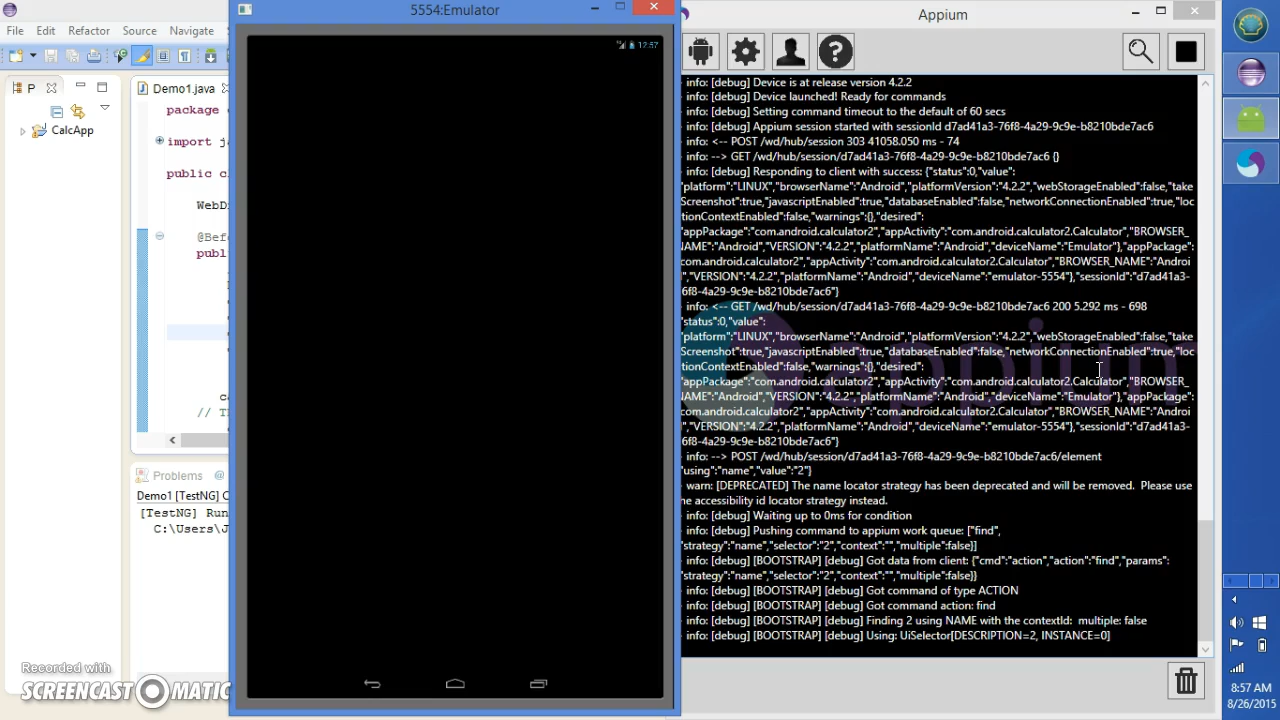 5554:Emulator
Appium
File Edit Refactor Source Navigate
P
CalcApp
Demo1.java
package
import
public
WebD
@Befo
publ
// T
Problems @
Demo1 [TestNG] C
[TestNG] Run
C:\Users\J
12:57
info: [debug] Device is at release version 4.2.2
info: [debug] Device launched! Ready for commands
info: [debug] Setting command timeout to the default of 60 secs
info: [debug] Appium session started with sessionId d7ad41a3-76f8-4a29-9c9e-b8210bde7ac6
info: <-- POST /wd/hub/session 303 41058.050 ms - 74
info: --> GET /wd/hub/session/d7ad41a3-76f8-4a29-9c9e-b8210bde7ac6 {}
info: [debug] Responding to client with success: {"status":0,"value":
"platform":"LINUX","browserName":"Android","platformVersion":"4.2.2","webStorageEnabled":false,"take
Screenshot":true,"javascriptEnabled":true,"databaseEnabled":false,"networkConnectionEnabled":true,"loc
tionContextEnabled":false,"warnings":{},"desired":
"appPackage":"com.android.calculator2","appActivity":"com.android.calculator2.Calculator","BROWSER_
NAME":"Android","VERSION":"4.2.2","platformName":"Android","deviceName":"Emulator"},"appPackage":
"com.android.calculator2","appActivity":"com.android.calculator2.Calculator","BROWSER_NAME":"Androi
","VERSION":"4.2.2","platformName":"Android","deviceName":"emulator-5554"},"sessionId":"d7ad41a3-
76f8-4a29-9c9e-b8210bde7ac6"}
info: <-- GET /wd/hub/session/d7ad41a3-76f8-4a29-9c9e-b8210bde7ac6 200 5.292 ms - 698
"status":0,"value":
"platform":"LINUX","browserName":"Android","platformVersion":"4.2.2","webStorageEnabled":false,"take
Screenshot":true,"javascriptEnabled":true,"databaseEnabled":false,"networkConnectionEnabled":true,"loc
tionContextEnabled":false,"warnings":{},"desired":
"appPackage":"com.android.calculator2","appActivity":"com.android.calculator2.Calculator","BROWSER_
NAME":"Android","VERSION":"4.2.2","platformName":"Android","deviceName":"Emulator"},"appPackage":
"com.android.calculator2","appActivity":"com.android.calculator2.Calculator","BROWSER_NAME":"Androi
","VERSION":"4.2.2","platformName":"Android","deviceName":"emulator-5554"},"sessionId":"d7ad41a3-
76f8-4a29-9c9e-b8210bde7ac6"}
info: --> POST /wd/hub/session/d7ad41a3-76f8-4a29-9c9e-b8210bde7ac6/element
"using":"name","value":"2"}
warn: [DEPRECATED] The name locator strategy has been deprecated and will be removed. Please use
the accessibility id locator strategy instead.
info: [debug] Waiting up to 0ms for condition
info: [debug] Pushing command to appium work queue: ["find",
"strategy":"name","selector":"2","context":"","multiple":false}]
info: [debug] [BOOTSTRAP] [debug] Got data from client: {"cmd":"action","action":"find","params":
"strategy":"name","selector":"2","context":"","multiple":false}}
info: [debug] [BOOTSTRAP] [debug] Got command of type ACTION
info: [debug] [BOOTSTRAP] [debug] Got command action: find
info: [debug] [BOOTSTRAP] [debug] Finding 2 using NAME with the contextId: multiple: false
info: [debug] [BOOTSTRAP] [debug] Using: UiSelector[DESCRIPTION=2, INSTANCE=0]
appium
Recorded with
SCREENCAST MATIC
8:57 AM
8/26/2015